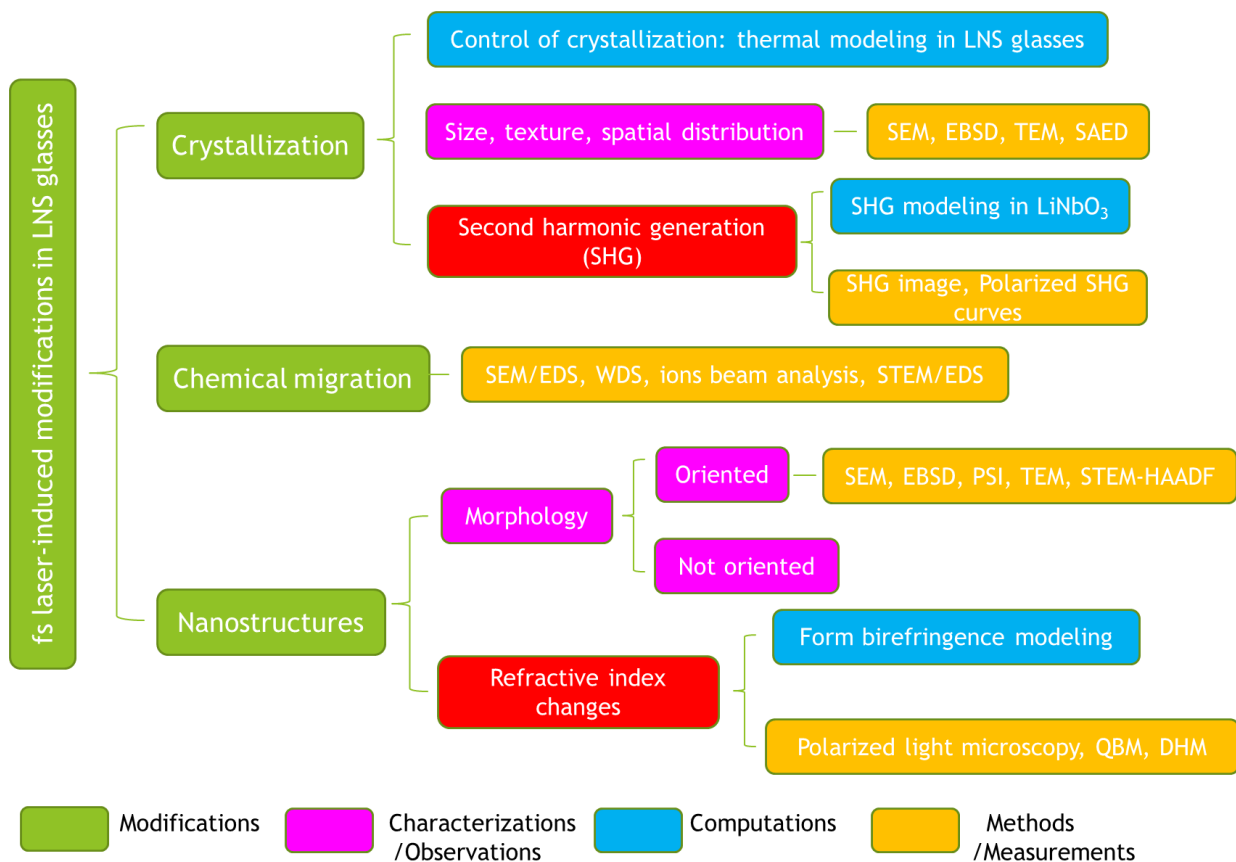 fs laser-induced modifications in LNS glasses
Control of crystallization: thermal modeling in LNS glasses
Crystallization
Size, texture, spatial distribution
SEM, EBSD, TEM, SAED
Second harmonic generation
(SHG)
SHG modeling in LiNbO₃
SHG image, Polarized SHG
curves
Chemical migration
SEM/EDS, WDS, ions beam analysis, STEM/EDS
Nanostructures
Morphology
Oriented
SEM, EBSD, PSI, TEM, STEM-HAADF
Not oriented
Refractive index
changes
Form birefringence modeling
Polarized light microscopy, QBM, DHM
Modifications
Characterizations
/Observations
Computations
Methods
/Measurements